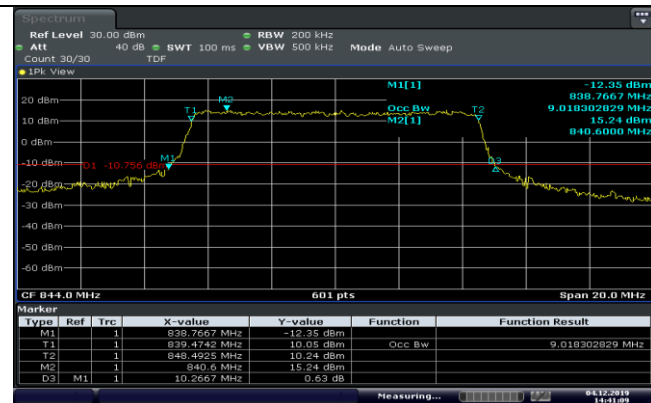 Spectrum
Ref Level 30.00 dBm RBW 200 kHz
Att 40 dB SWT 100 ms VBW 500 kHz Mode Auto Sweep
Count 30/30 TDF
1Pk View
M1[1] -12.35 dBm
838.7667 MHz
20 dBm
M2
T1
Occ Bw T2 9.018302829 MHz
10 dBm
M2[1] 15.24 dBm
840.6000 MHz
0 dBm
-10 dBm
D1 -10.756 dBm
M1
D3
-20 dBm
-30 dBm
-40 dBm
-50 dBm
-60 dBm
CF 844.0 MHz 601 pts Span 20.0 MHz
Marker
Type Ref Trc X-value Y-value Function Function Result
M1 1 838.7667 MHz -12.35 dBm
T1 1 839.4742 MHz 10.05 dBm Occ Bw 9.018302829 MHz
T2 1 848.4925 MHz 10.24 dBm
M2 1 840.6 MHz 15.24 dBm
D3 M1 1 10.2667 MHz 0.63 dB
Measuring... 04.12.2019
14:41:09